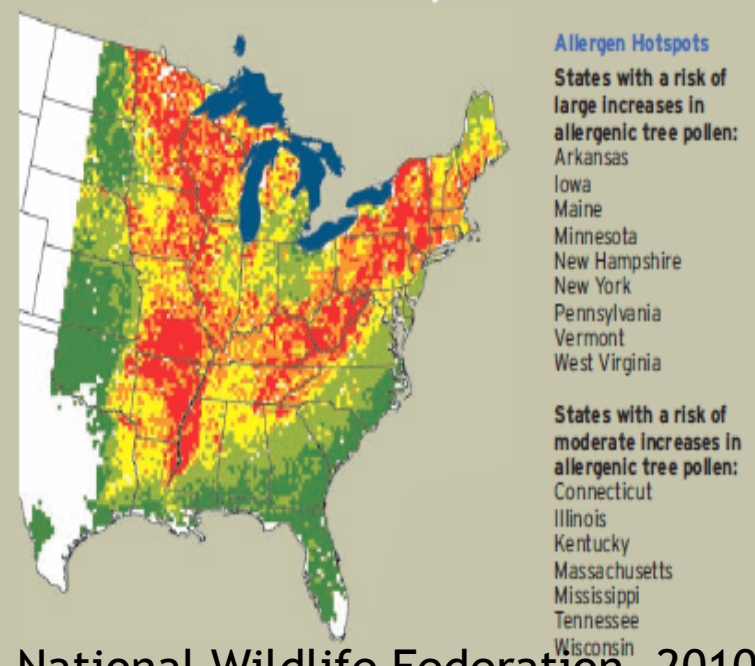 Allergen Hotspots
States with a risk of
large increases in
allergenic tree pollen:
Arkansas
Iowa
Maine
Minnesota
New Hampshire
New York
Pennsylvania
Vermont
West Virginia
States with a risk of
moderate increases in
allergenic tree pollen:
Connecticut
Illinois
Kentucky
Massachusetts
Mississippi
Tennessee
Wisconsin
National Wildlife Federation, 2010